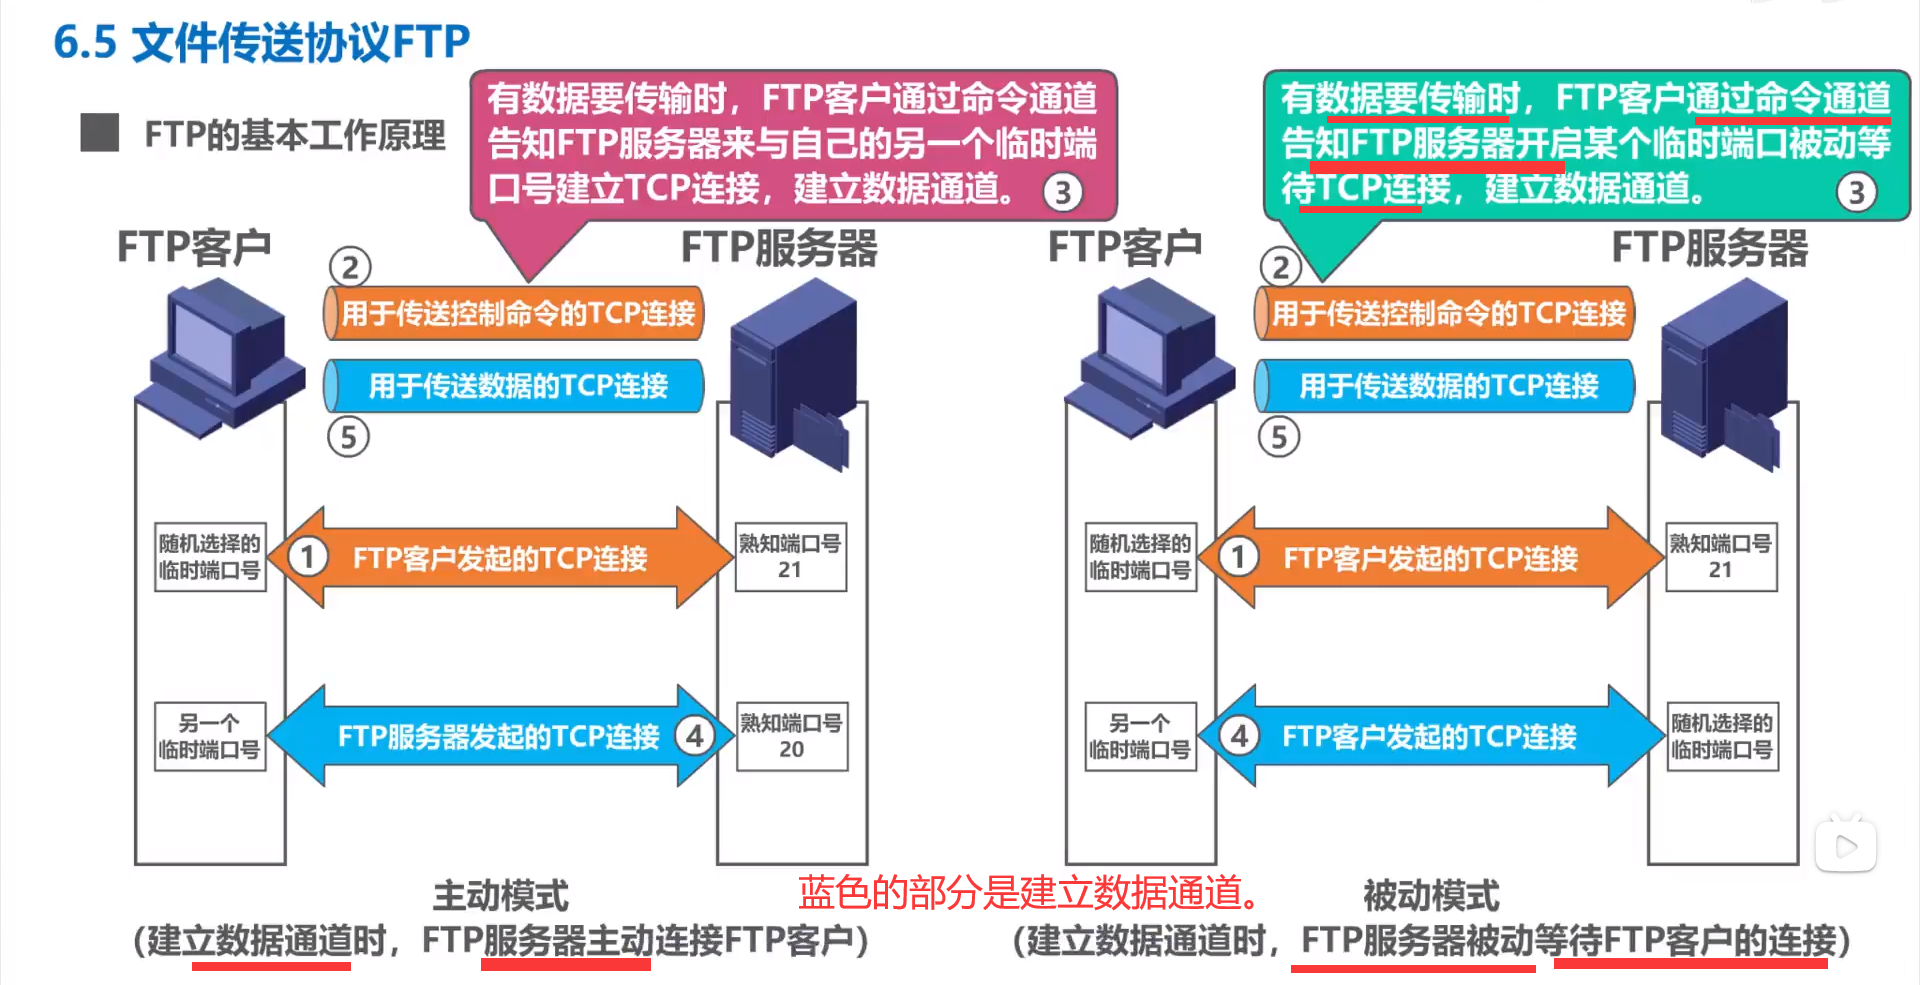 6.5 文件传送协议FTP
FTP的基本工作原理
有数据要传输时，FTP客户通过命令通道
告知FTP服务器来与自己的另一个临时端
口号建立TCP连接，建立数据通道。 ③
FTP客户
FTP服务器
②
用于传送控制命令的TCP连接
用于传送数据的TCP连接
⑤
随机选择的
临时端口号
① FTP客户发起的TCP连接
熟知端口号
21
另一个
临时端口号
FTP服务器发起的TCP连接 ④
熟知端口号
20
主动模式
(建立数据通道时，FTP服务器主动连接FTP客户)
有数据要传输时，FTP客户通过命令通道
告知FTP服务器开启某个临时端口被动等
待TCP连接，建立数据通道。 ③
FTP客户
FTP服务器
②
用于传送控制命令的TCP连接
用于传送数据的TCP连接
⑤
随机选择的
临时端口号
① FTP客户发起的TCP连接
熟知端口号
21
另一个
临时端口号
④ FTP客户发起的TCP连接
随机选择的
临时端口号
蓝色的部分是建立数据通道。
被动模式
(建立数据通道时，FTP服务器被动等待FTP客户的连接)